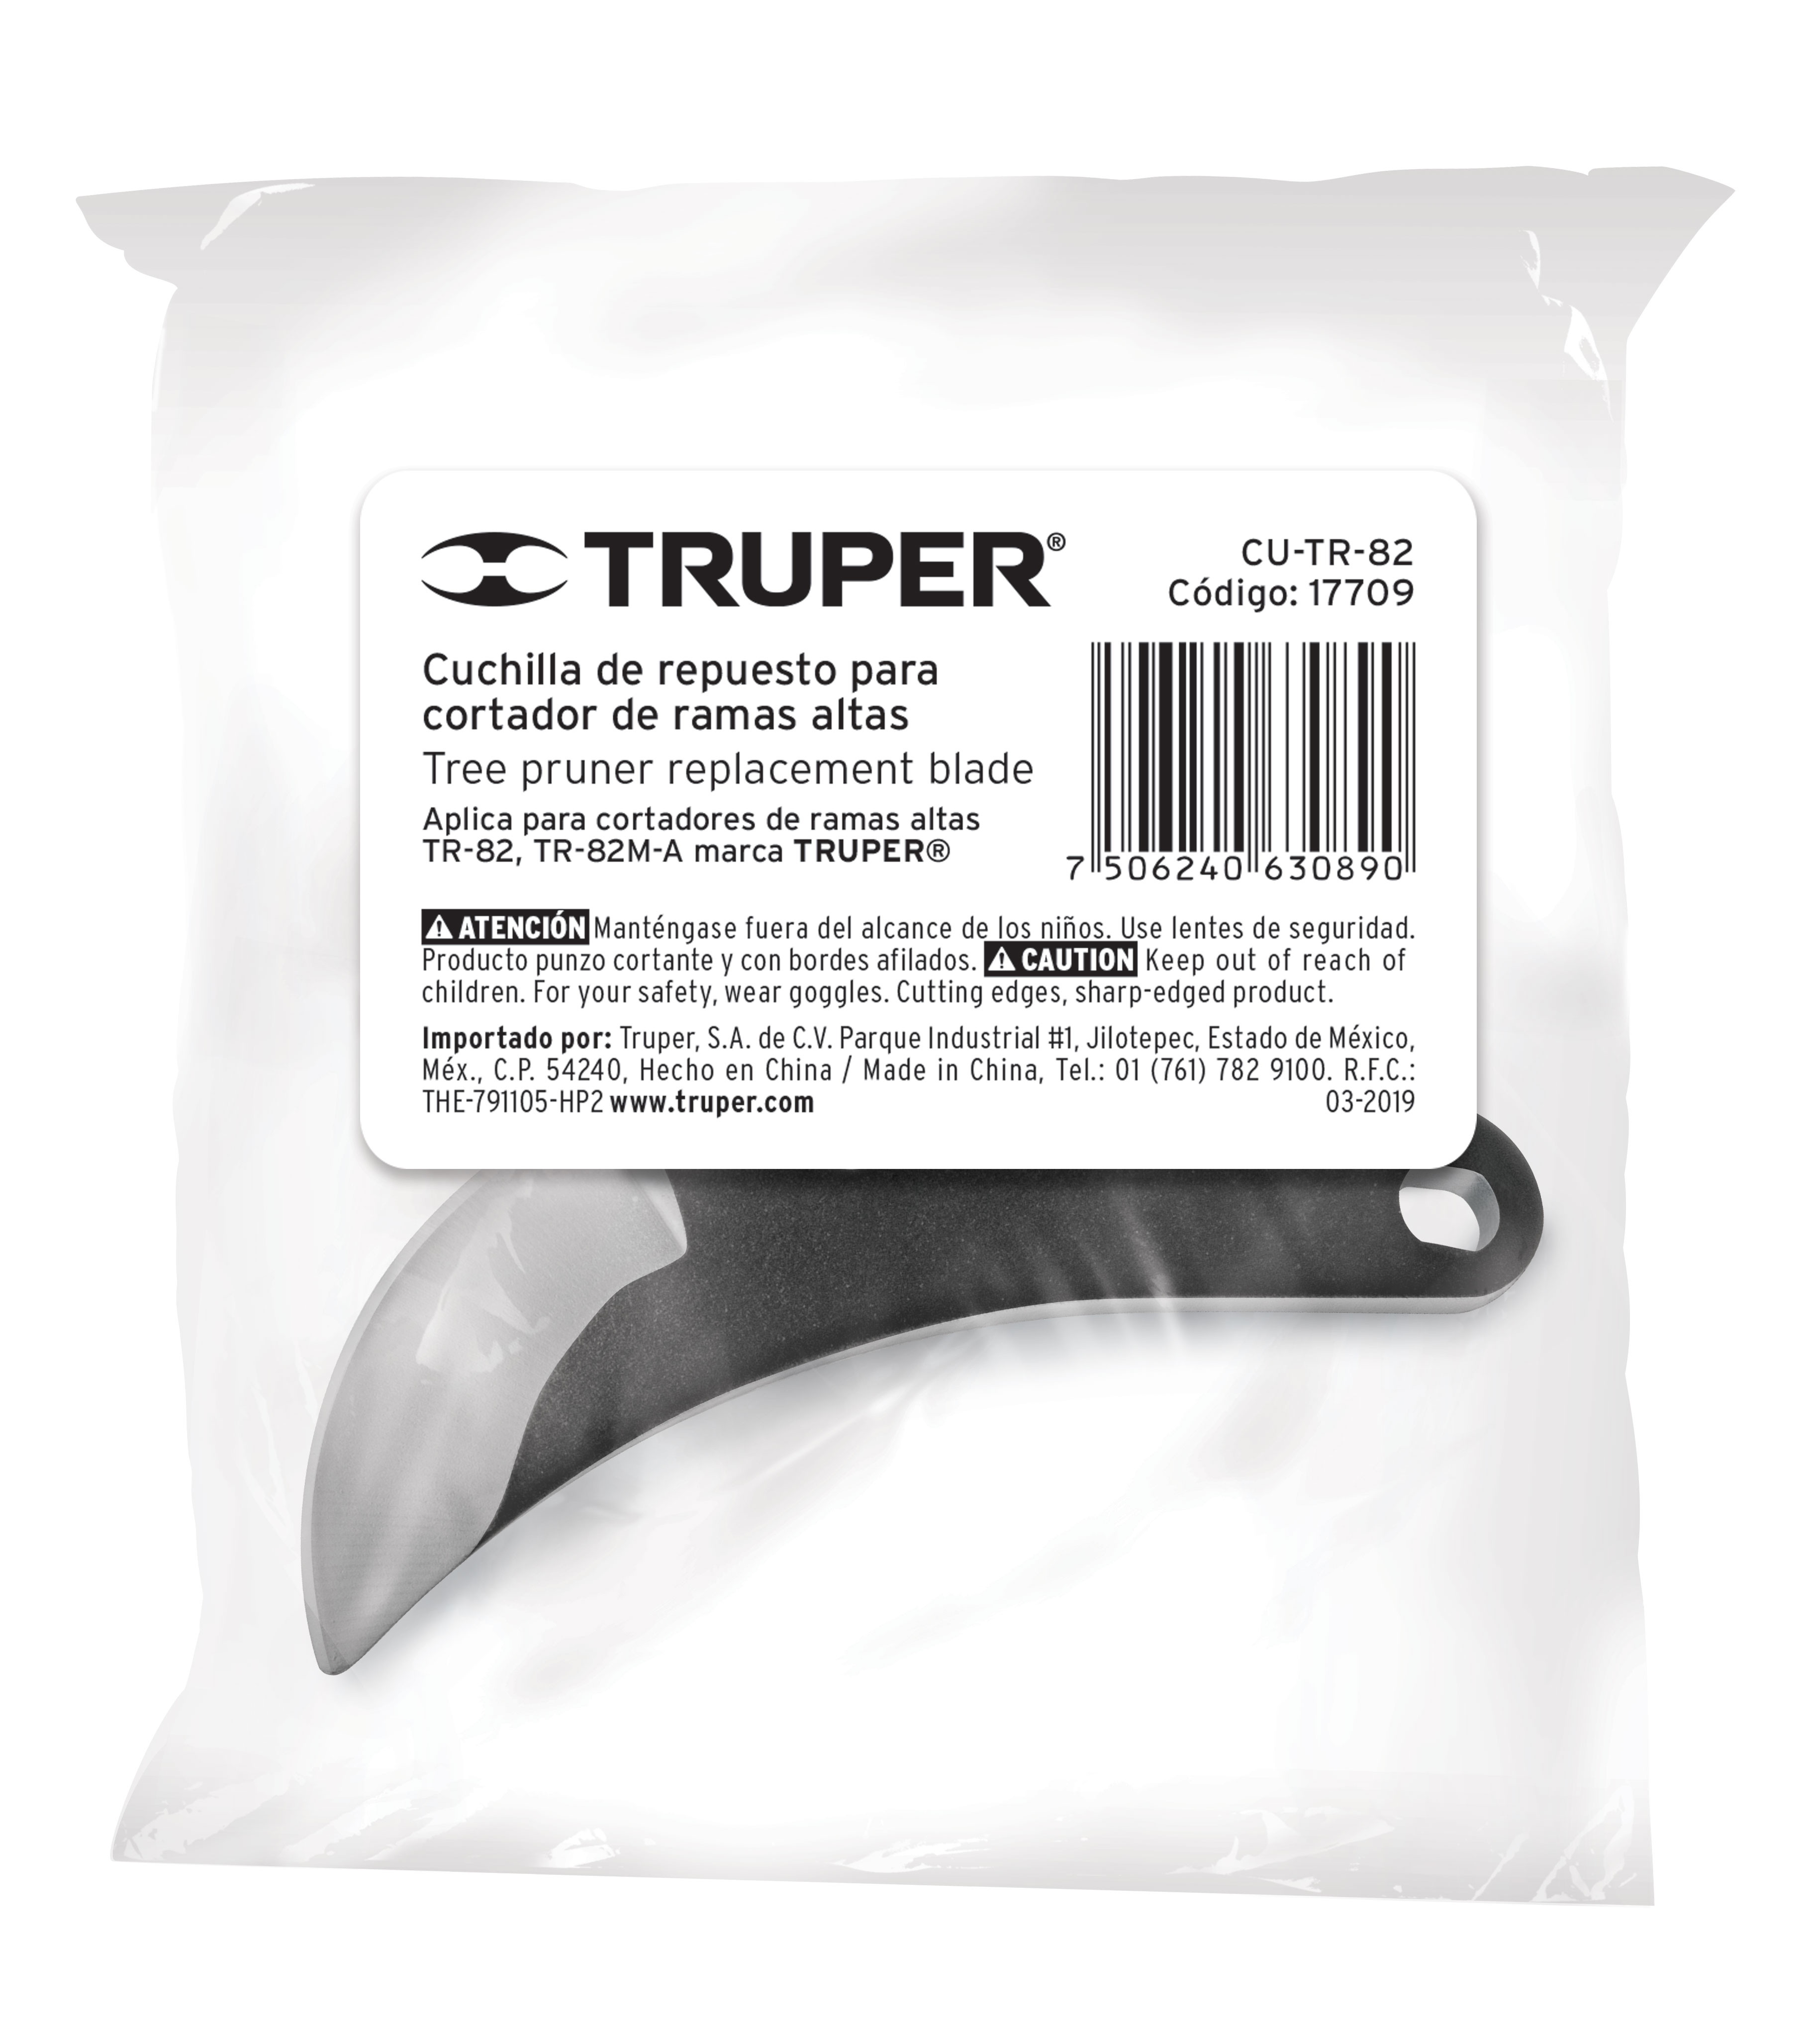 TRUPER®
CU-TR-82
Código: 17709
Cuchilla de repuesto para
cortador de ramas altas
Tree pruner replacement blade
Aplica para cortadores de ramas altas
TR-82, TR-82M-A marca TRUPER®
7 506240 630890
ATENCIÓN Manténgase fuera del alcance de los niños. Use lentes de seguridad.
Producto punzo cortante y con bordes afilados. CAUTION Keep out of reach of
children. For your safety, wear goggles. Cutting edges, sharp-edged product.
Importado por: Truper, S.A. de C.V. Parque Industrial #1, Jilotepec, Estado de México,
Méx., C.P. 54240, Hecho en China / Made in China, Tel.: 01 (761) 782 9100. R.F.C.:
THE-791105-HP2 www.truper.com 03-2019